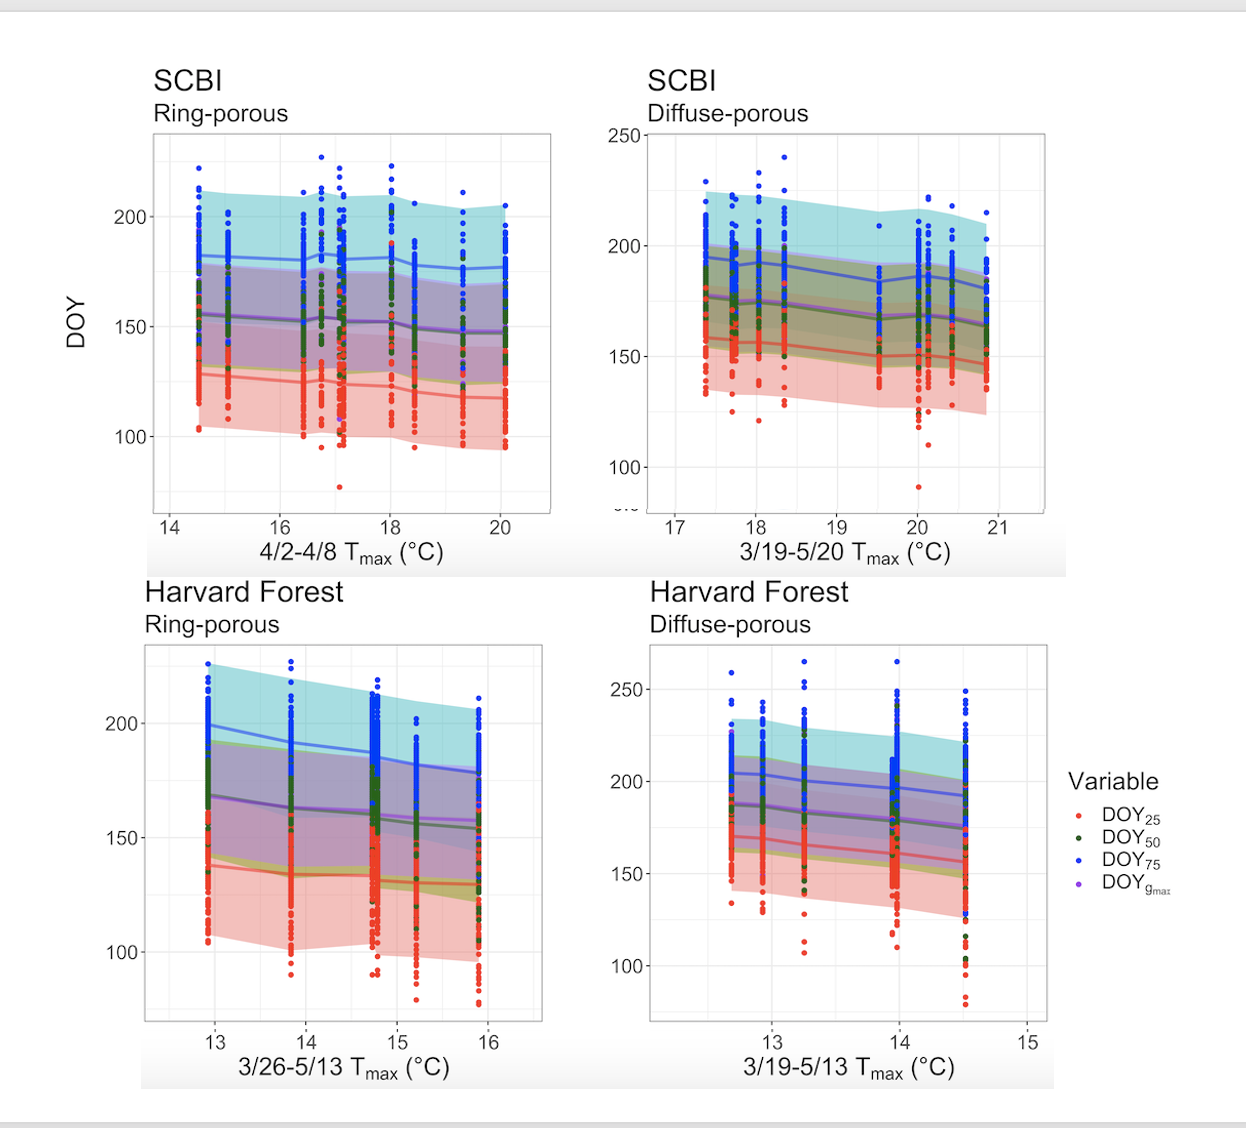 SCBI
Ring-porous
SCBI
Diffuse-porous
DOY
200
150
100
14 16 18 20
4/2-4/8 Tmax (°C)
250
200
150
100
17 18 19 20 21
3/19-5/20 Tmax (°C)
Harvard Forest
Ring-porous
Harvard Forest
Diffuse-porous
200
150
100
13 14 15 16
3/26-5/13 Tmax (°C)
250
200
150
100
13 14 15
3/19-5/13 Tmax (°C)
Variable
DOY25
DOY50
DOY75
DOYgmax